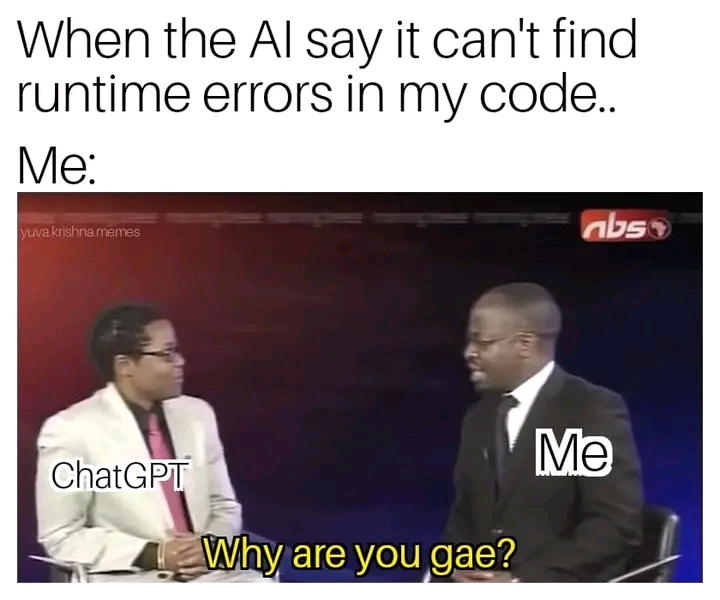 When the AI say it can't find
runtime errors in my code..
Me:
yuva.krishna.memes
nbs
ChatGPT
Me
Why are you gae?